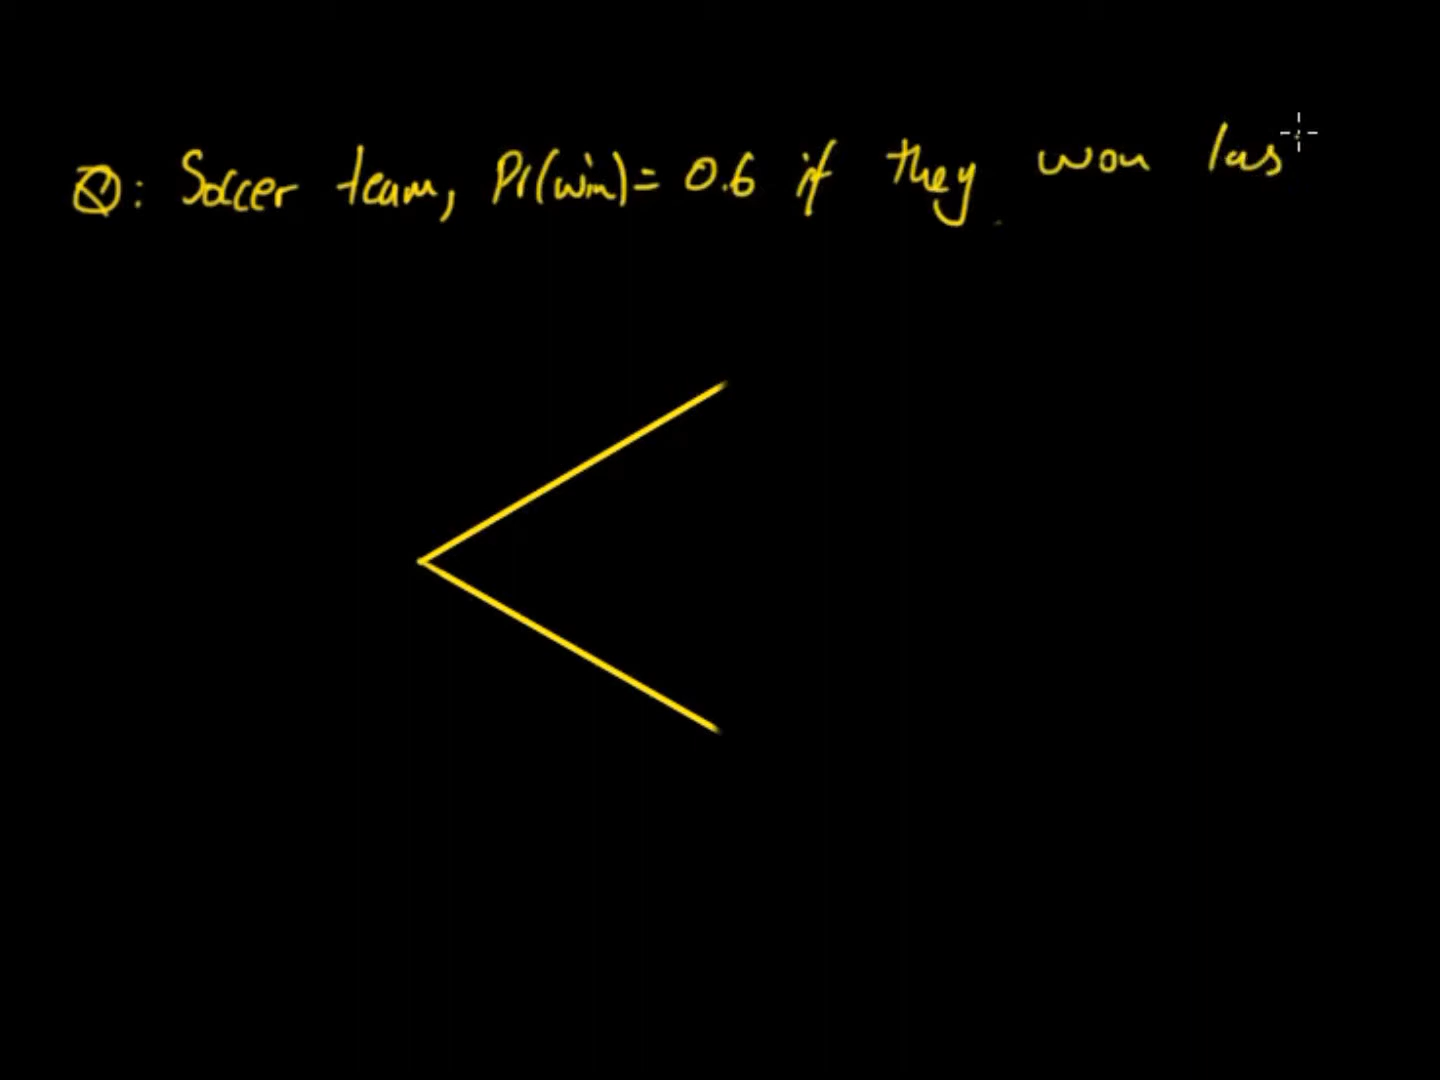 Q: Soccer team, Pr(win)= 0.6 if they won las